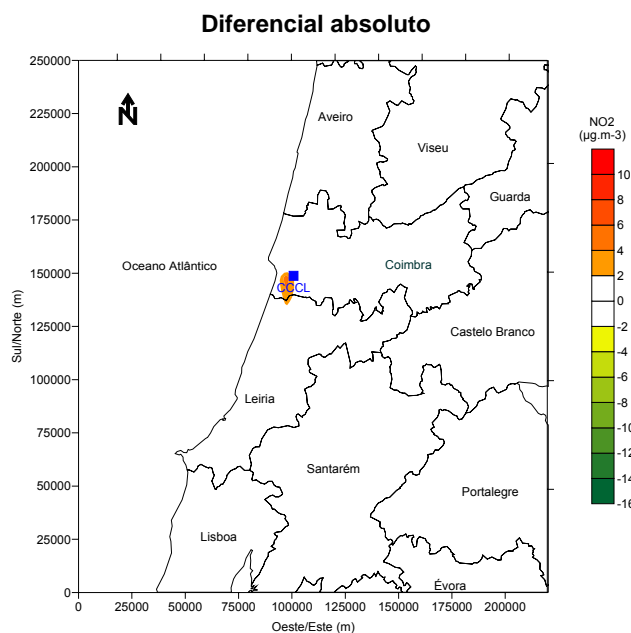 Diferencial absoluto
250000
225000
200000
175000
150000
125000
100000
75000
50000
25000
0
Sul/Norte (m)
N
Aveiro
Viseu
Guarda
Oceano Atlântico
Coimbra
CCCL
Castelo Branco
Leiria
Santarém
Portalegre
Lisboa
Évora
0 25000 50000 75000 100000 125000 150000 175000 200000
Oeste/Este (m)
NO2
(µg.m-3)
10
8
6
4
2
0
-2
-4
-6
-8
-10
-12
-14
-16